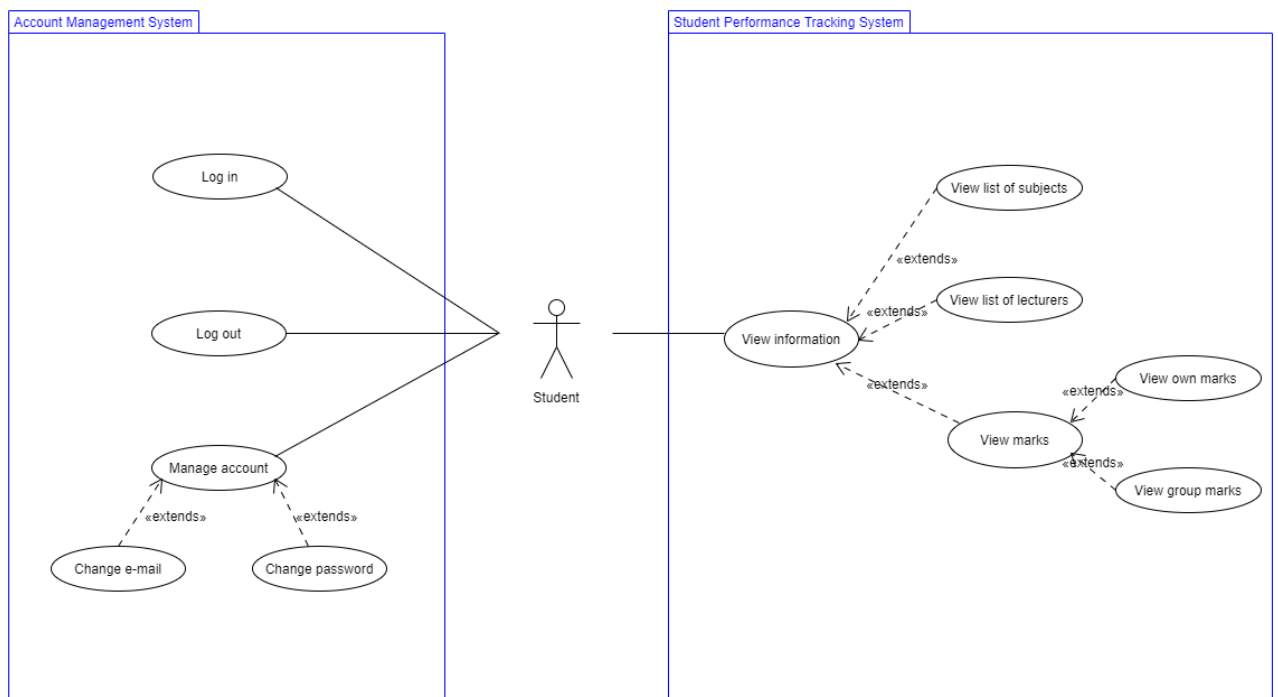 Account Management System
Student Performance Tracking System
Log in
View list of subjects
«extends»
View list of lecturers
«extends»
Log out
View information
Student
«extends»
View own marks
«extends»
View marks
«extends»
View group marks
Manage account
«extends»
«extends»
Change e-mail
Change password